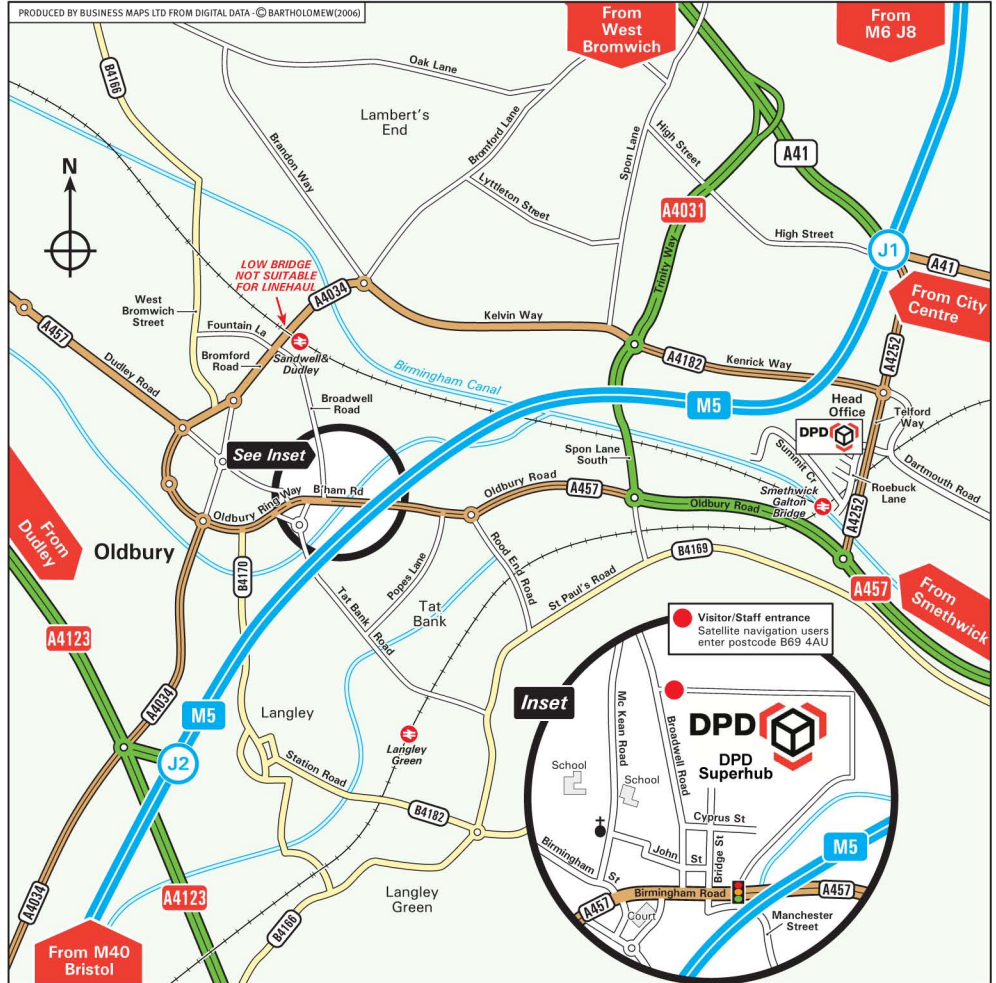 PRODUCED BY BUSINESS MAPS LTD FROM DIGITAL DATA - © BARTHOLOMEW(2006)
From
West
Bromwich
From
M6 J8
B4166
Oak Lane
Lambert's
End
Brandon Way
Bromford Lane
Spon Lane
High Street
A41
Lyttleton Street
N
A4031
High Street
J1
A41
LOW BRIDGE
NOT SUITABLE
FOR LINEHAUL
Trinity Way
A4034
From City
Centre
West
Bromwich
Street
A457
Fountain La
Kelvin Way
Sandwell&
Dudley
Dudley Road
Bromford
Road
Birmingham Canal
A4182
Kenrick Way
A4252
Broadwell
Road
M5
Head
Office
DPD
Telford
Way
See Inset
Spon Lane
South
Summit Cr
Dartmouth Road
B'ham Rd
Oldbury Road
A457
Smethwick
Galton
Bridge
Roebuck
Lane
Oldbury Ring Way
Oldbury Road
A4252
From
Dudley
Oldbury
B4170
Rood End Road
B4169
St Paul's Road
A457
From
Smethwick
Popes Lane
Tat Bank Road
Tat
Bank
A4123
Visitor/Staff entrance
Satellite navigation users
enter postcode B69 4AU
A4034
M5
Langley
Inset
Mc Kean Road
Broadwell Road
DPD
DPD
Superhub
Langley
Green
J2
Station Road
School
School
B4182
Cyprus St
John St
Bridge St
M5
Birmingham St
Birmingham Road
A457
A457
Court
Manchester
Street
A4123
A4034
Langley
Green
B4166
From M40
Bristol